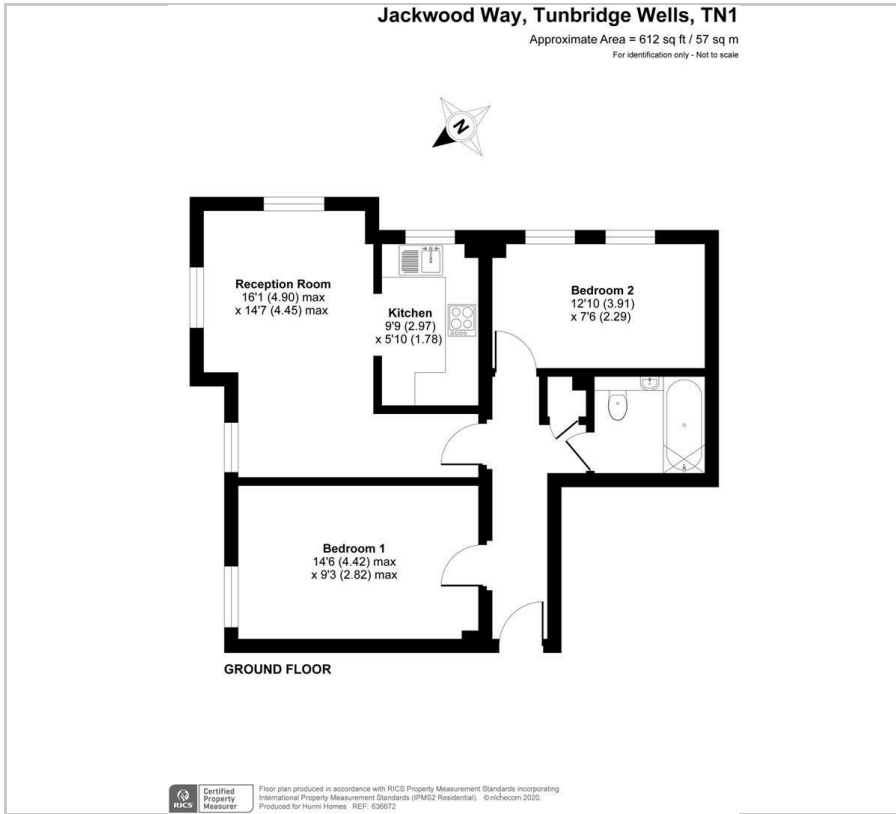 Jackwood Way, Tunbridge Wells, TN1
Approximate Area = 612 sq ft / 57 sq m
For identification only - Not to scale
N
Reception Room
16'1 (4.90) max
x 14'7 (4.45) max
Kitchen
9'9 (2.97)
x 5'10 (1.78)
Bedroom 2
12'10 (3.91)
x 7'6 (2.29)
Bedroom 1
14'6 (4.42) max
x 9'3 (2.82) max
GROUND FLOOR
RICS
Certified
Property
Measurer
Floor plan produced in accordance with RICS Property Measurement Standards incorporating
International Property Measurement Standards (IPMS2 Residential). © nichecom 2020.
Produced for Hunni Homes REF: 636672